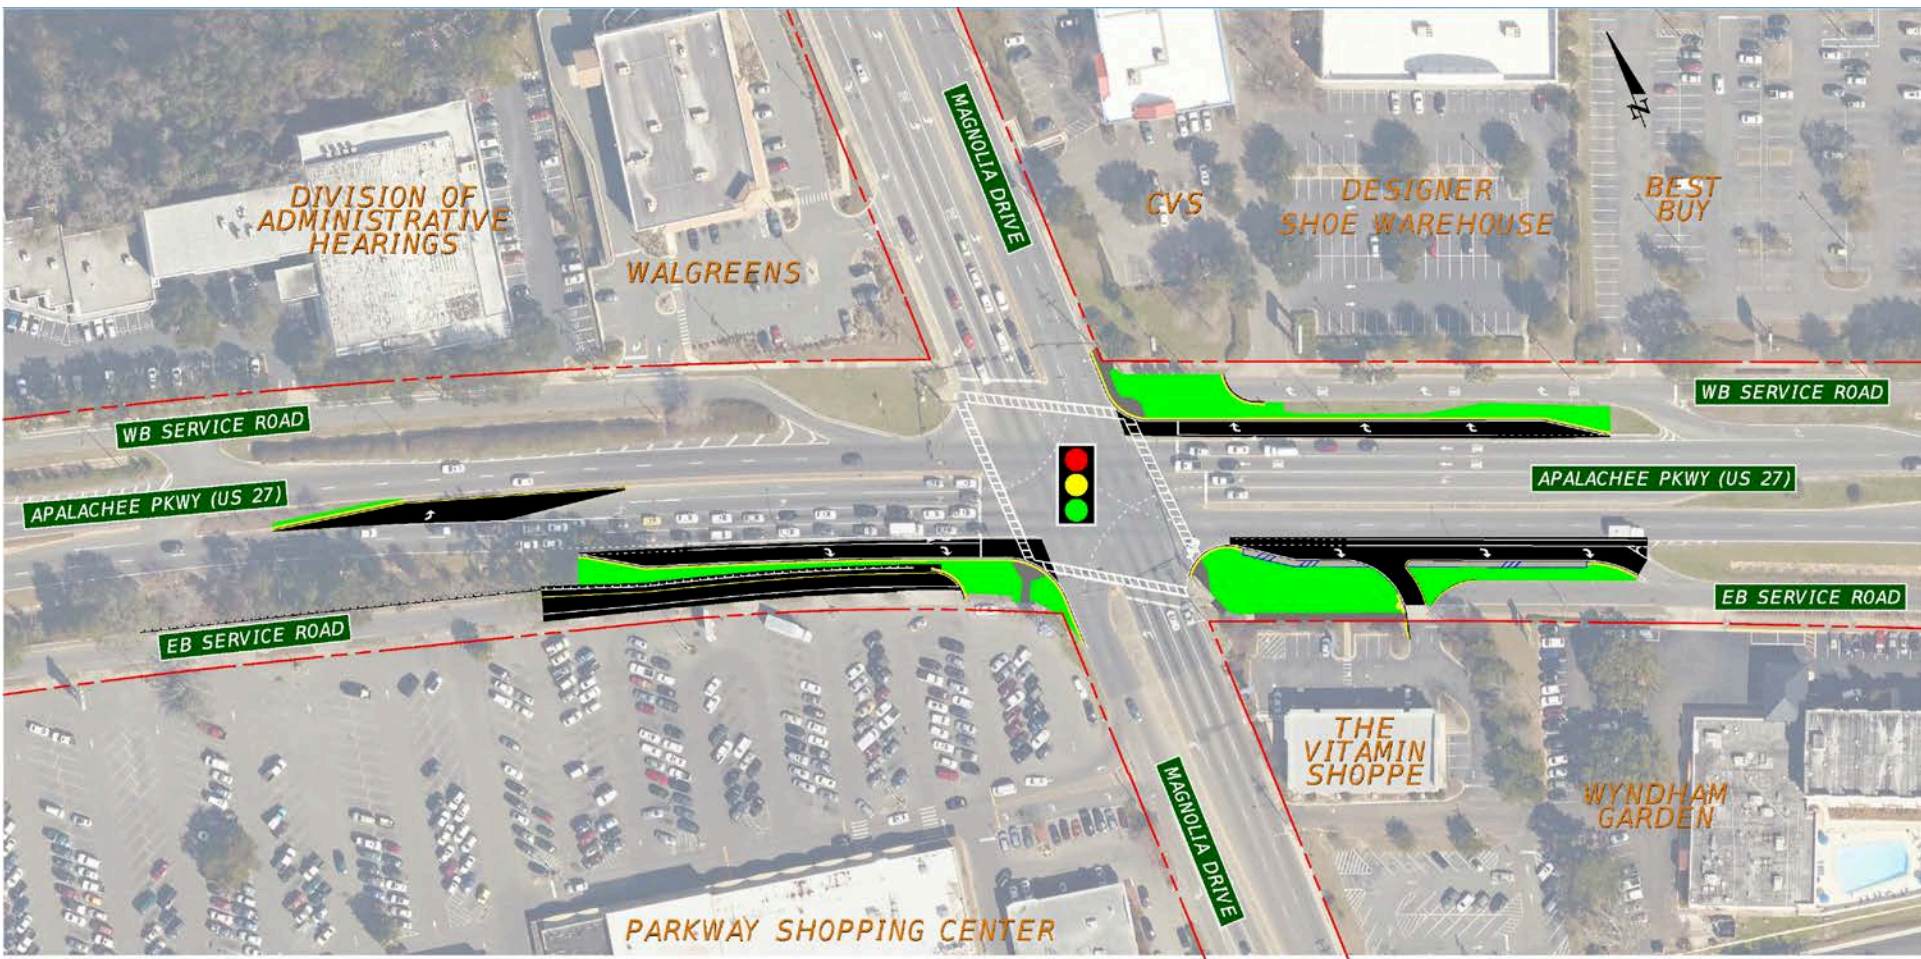 MAGNOLIA DRIVE
DIVISION OF
ADMINISTRATIVE
HEARINGS
WALGREENS
CVS
DESIGNER
SHOE WAREHOUSE
BEST
BUY
WB SERVICE ROAD
WB SERVICE ROAD
APALACHEE PKWY (US 27)
APALACHEE PKWY (US 27)
EB SERVICE ROAD
EB SERVICE ROAD
THE
VITAMIN
SHOPPE
WYNDHAM
GARDEN
MAGNOLIA DRIVE
PARKWAY SHOPPING CENTER